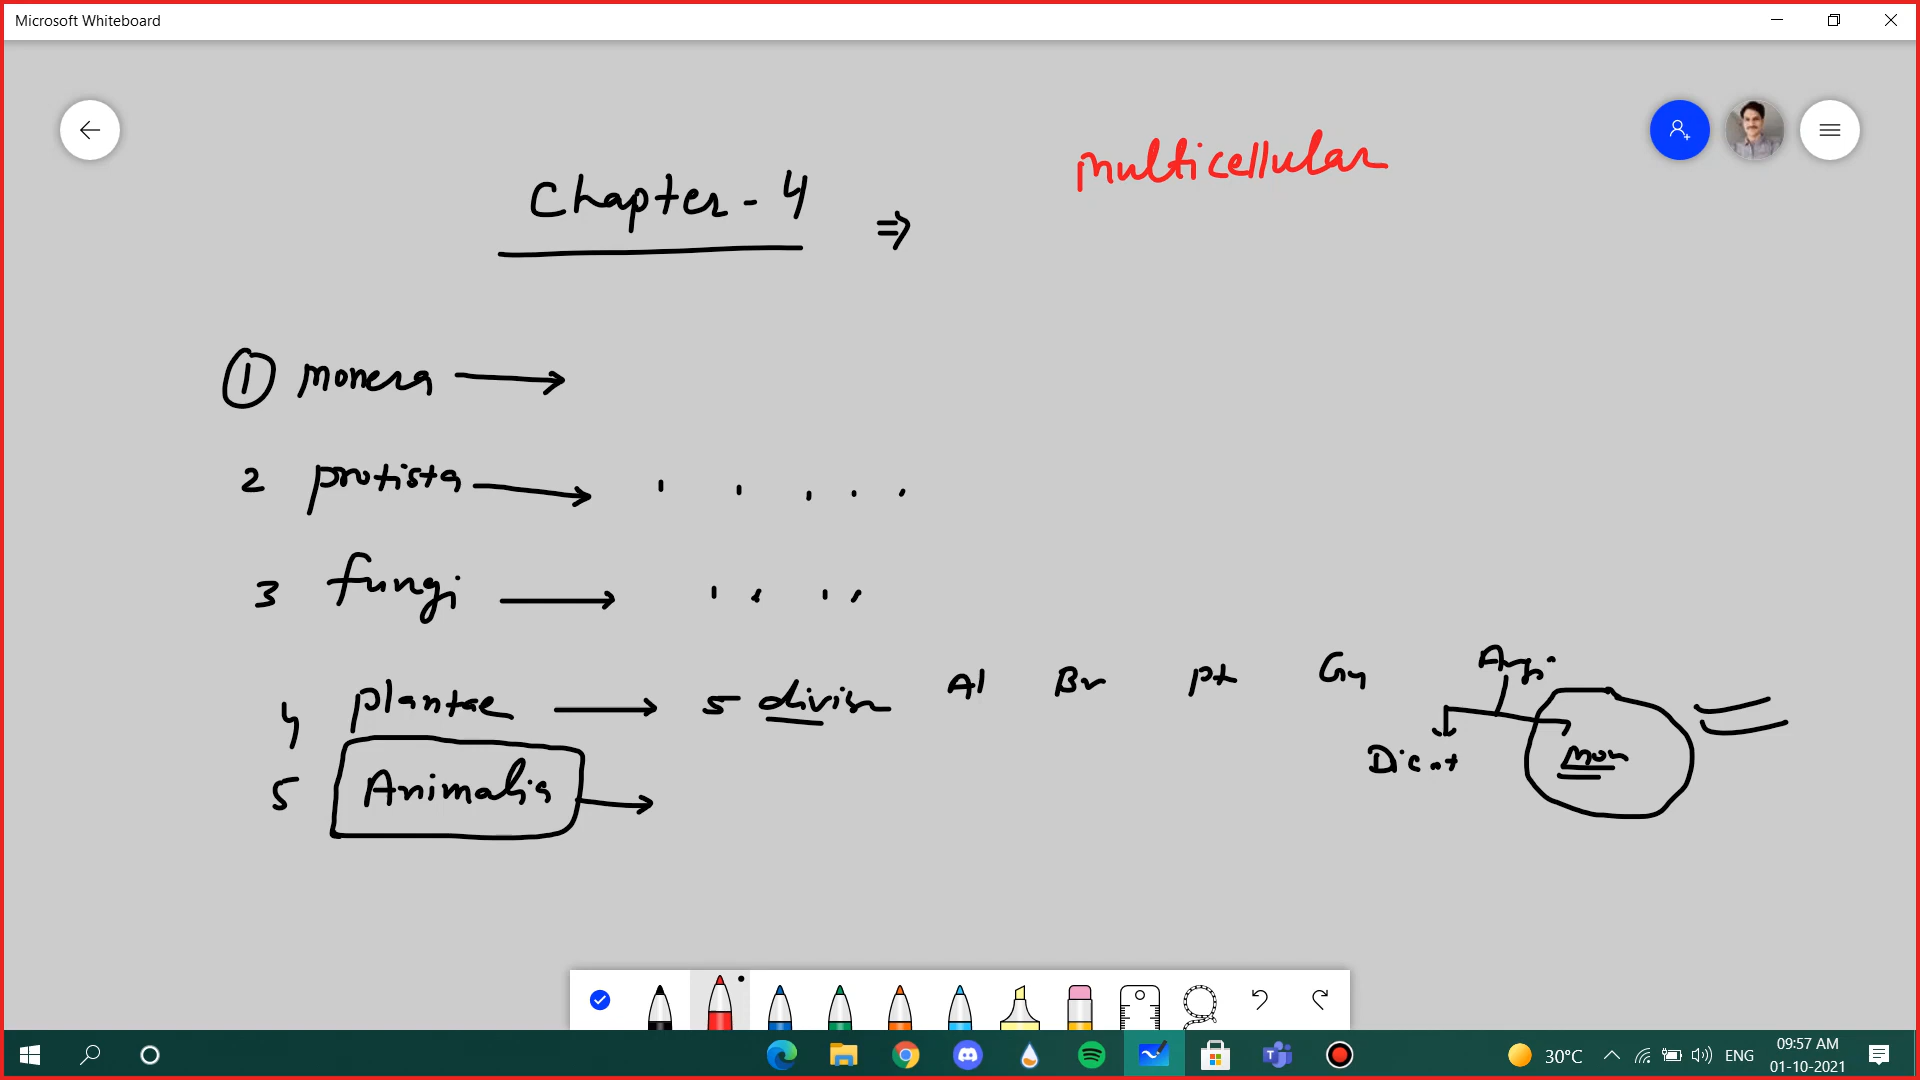 Microsoft Whiteboard
multicellular
Chapter - 4 ⇒
① monera →
2 protista →
3 fungi →
4 plantae → 5 divisn Al Br Pt Gy Angi
Dicot Mon
5 Animalia →
30°C ENG 09:57 AM
01-10-2021